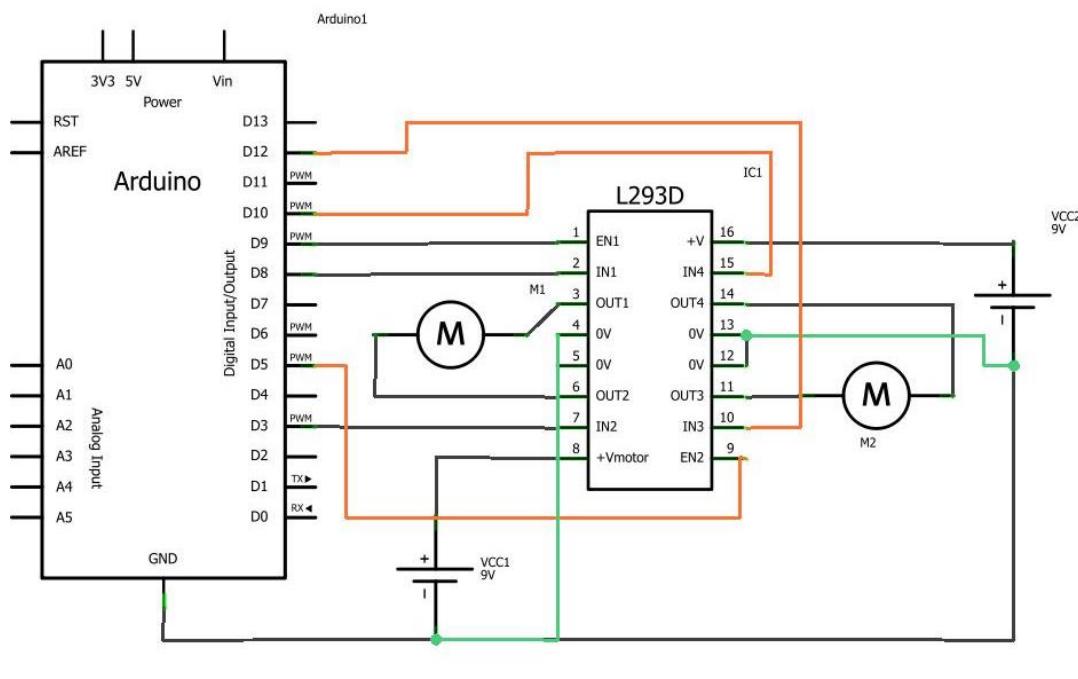 Arduino1
3V3 5V Vin
Power
RST
AREF
Arduino
A0
A1
A2
A3
A4
A5
Analog Input
Digital Input/Output
D13
D12
D11 PWM
D10 PWM
D9 PWM
D8
D7
D6 PWM
D5 PWM
D4
D3 PWM
D2
D1 TX▶
D0 RX◀
GND
M1
M
IC1
L293D
1 EN1
2 IN1
3 OUT1
4 0V
5 0V
6 OUT2
7 IN2
8 +Vmotor
+V 16
IN4 15
OUT4 14
0V 13
0V 12
OUT3 11
IN3 10
EN2 9
VCC2
9V
+
−
M
M2
+
−
VCC1
9V